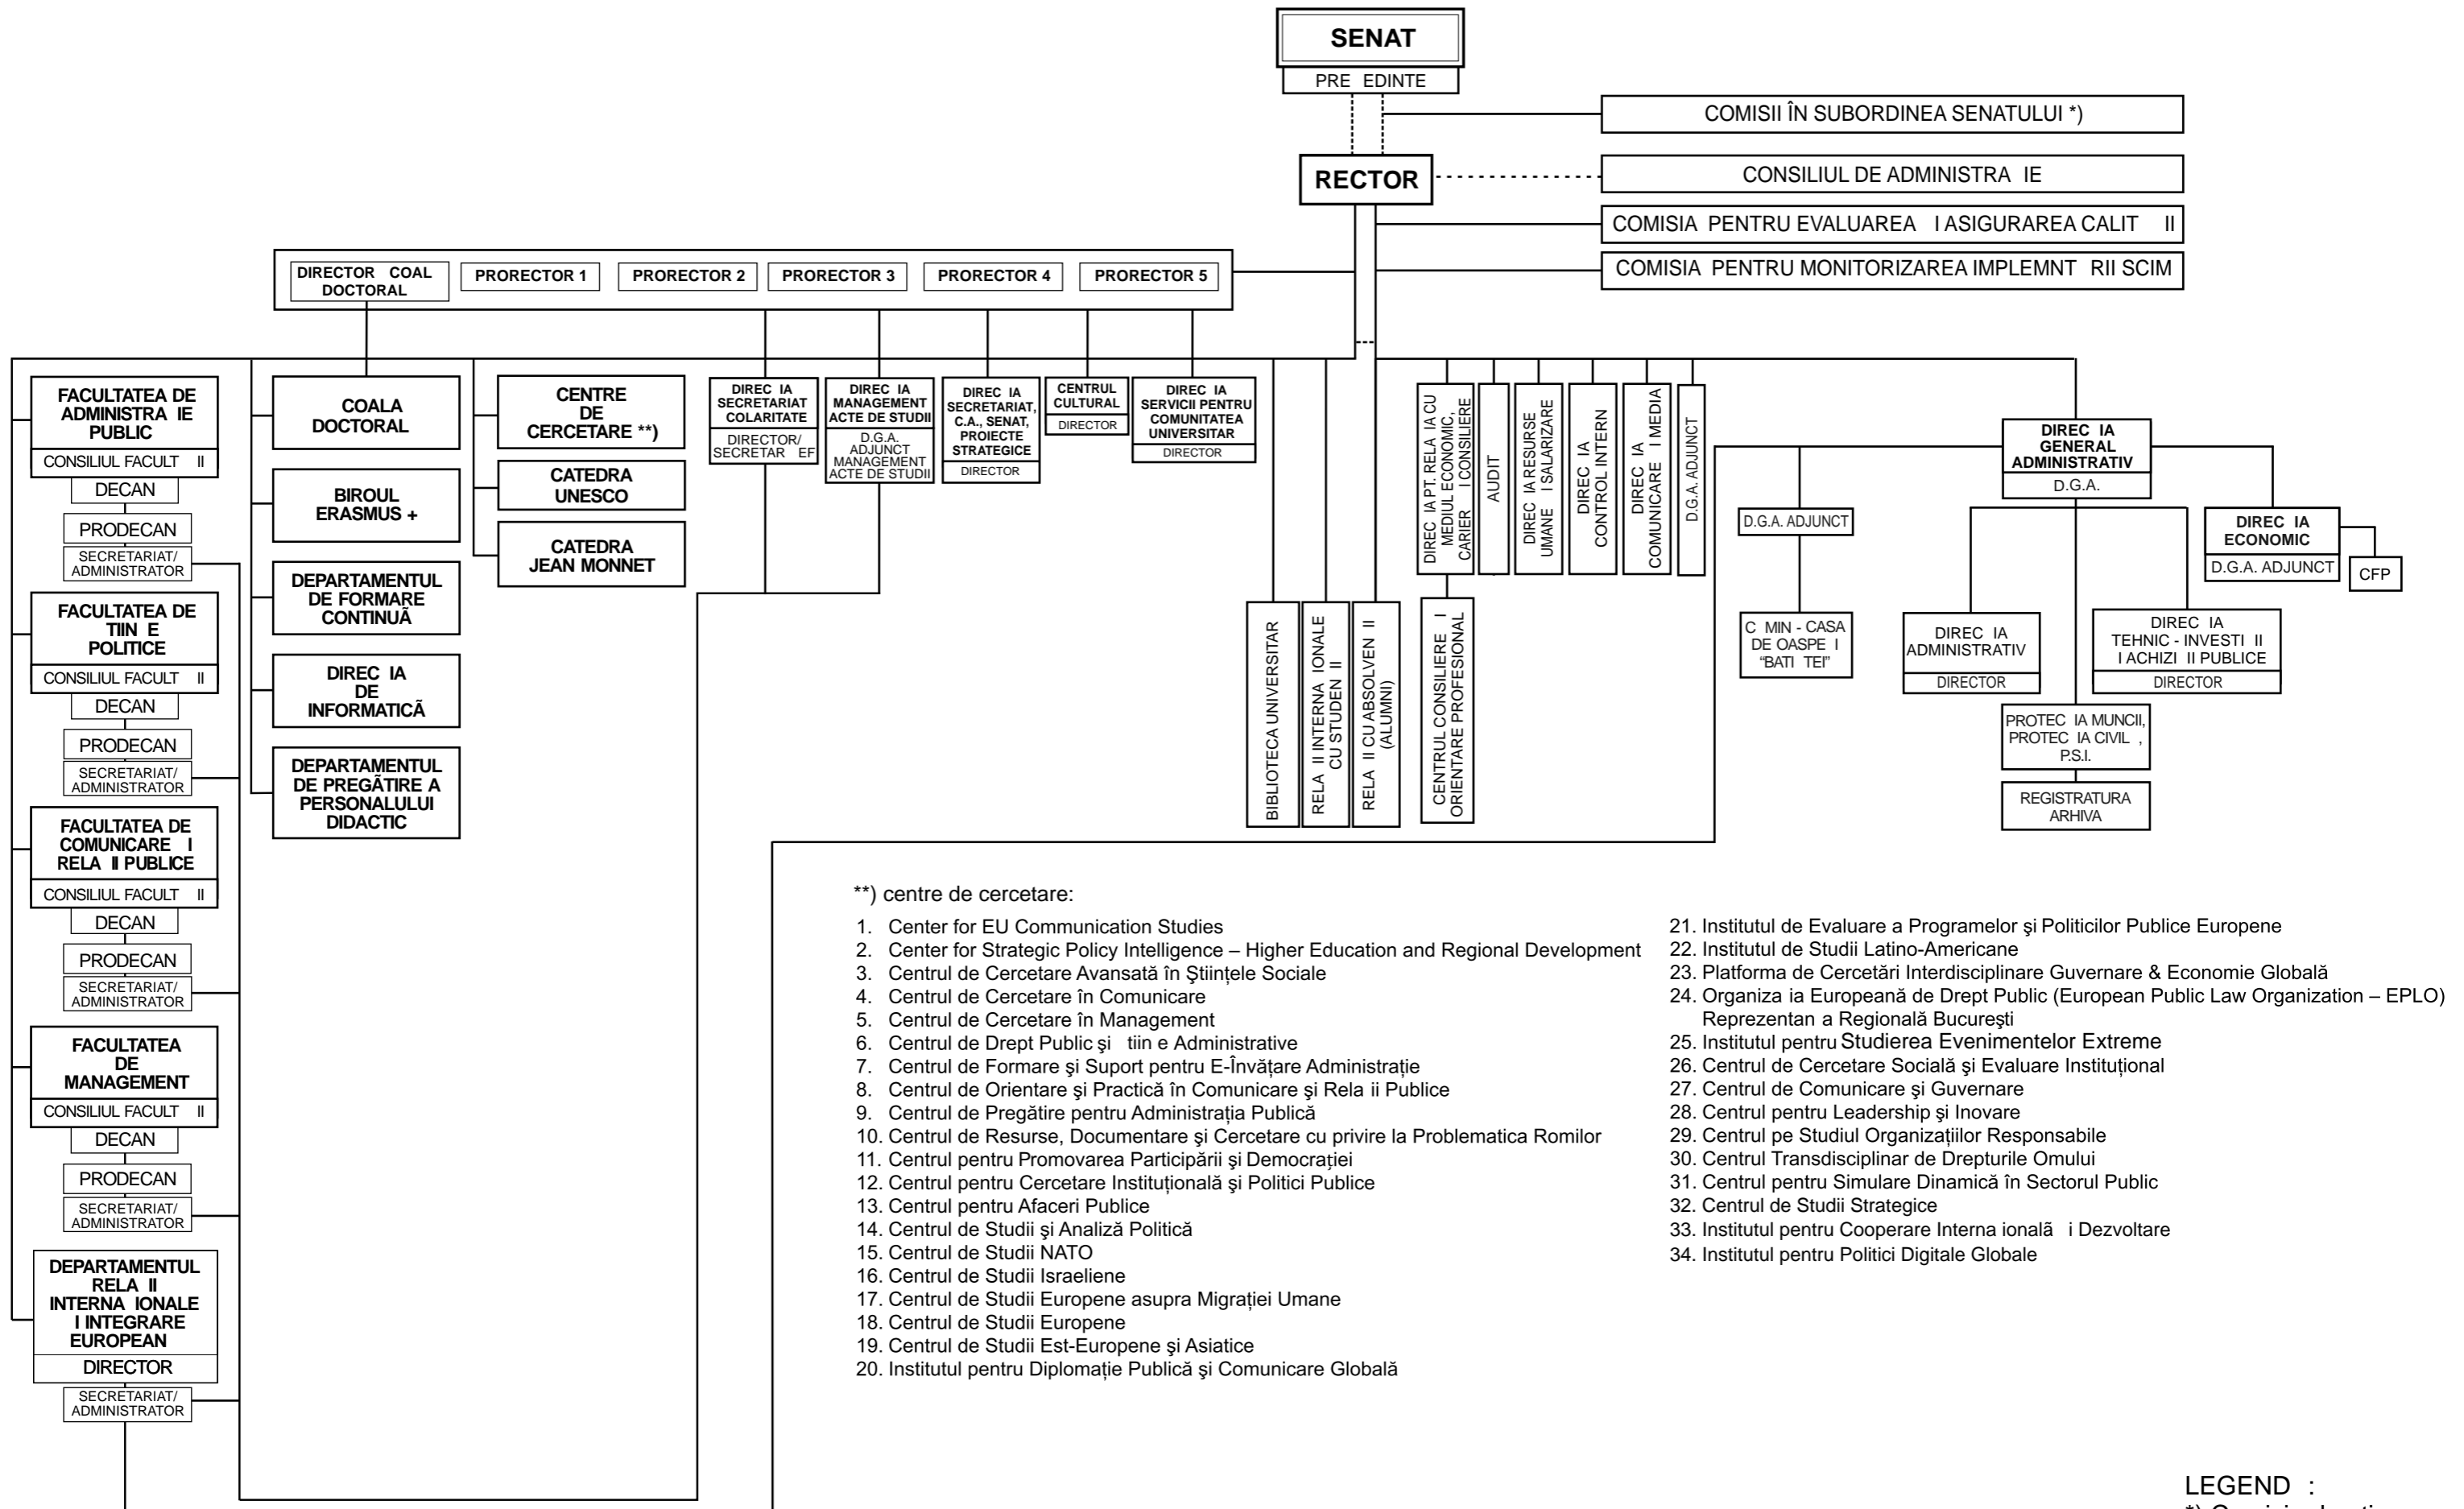 SENAT
PRE EDINTE
COMISII ÎN SUBORDINEA SENATULUI *)
RECTOR
CONSILIUL DE ADMINISTRA IE
COMISIA PENTRU EVALUAREA I ASIGURAREA CALIT II
COMISIA PENTRU MONITORIZAREA IMPLEMNT RII SCIM
DIRECTOR COAL
DOCTORAL
PRORECTOR 1
PRORECTOR 2
PRORECTOR 3
PRORECTOR 4
PRORECTOR 5
FACULTATEA DE
ADMINISTRA IE
PUBLIC
CONSILIUL FACULT II
DECAN
PRODECAN
SECRETARIAT/
ADMINISTRATOR
FACULTATEA DE
TIIN E
POLITICE
CONSILIUL FACULT II
DECAN
PRODECAN
SECRETARIAT/
ADMINISTRATOR
FACULTATEA DE
COMUNICARE I
RELA II PUBLICE
CONSILIUL FACULT II
DECAN
PRODECAN
SECRETARIAT/
ADMINISTRATOR
FACULTATEA
DE
MANAGEMENT
CONSILIUL FACULT II
DECAN
PRODECAN
SECRETARIAT/
ADMINISTRATOR
DEPARTAMENTUL
RELA II
INTERNA IONALE
I INTEGRARE
EUROPEAN
DIRECTOR
SECRETARIAT/
ADMINISTRATOR
COALA
DOCTORAL
BIROUL
ERASMUS +
DEPARTAMENTUL
DE FORMARE
CONTINUÃ
DIREC IA
DE
INFORMATICÃ
DEPARTAMENTUL
DE PREGÃTIRE A
PERSONALULUI
DIDACTIC
CENTRE
DE
CERCETARE **)
CATEDRA
UNESCO
CATEDRA
JEAN MONNET
DIREC IA
SECRETARIAT
COLARITATE
DIRECTOR/
SECRETAR EF
DIREC IA
MANAGEMENT
ACTE DE STUDII
D.G.A.
ADJUNCT
MANAGEMENT
ACTE DE STUDII
DIREC IA
SECRETARIAT,
C.A., SENAT,
PROIECTE
STRATEGICE
DIRECTOR
CENTRUL
CULTURAL
DIRECTOR
DIREC IA
SERVICII PENTRU
COMUNITATEA
UNIVERSITAR
DIRECTOR
BIBLIOTECA UNIVERSITAR
RELA II INTERNA IONALE
CU STUDEN II
RELA II CU ABSOLVEN II
(ALUMNI)
DIREC IA PT. RELA IA CU
MEDIUL ECONOMIC,
CARIER I CONSILIERE
CENTRUL CONSILIERE I
ORIENTARE PROFESIONAL
AUDIT
DIREC IA RESURSE
UMANE I SALARIZARE
DIREC IA
CONTROL INTERN
DIREC IA
COMUNICARE I MEDIA
D.G.A. ADJUNCT
D.G.A. ADJUNCT
C MIN - CASA
DE OASPE I
“BATI TEI”
DIREC IA
GENERAL
ADMINISTRATIV
D.G.A.
DIREC IA
ECONOMIC
D.G.A. ADJUNCT
CFP
DIREC IA
ADMINISTRATIV
DIRECTOR
DIREC IA
TEHNIC - INVESTI II
I ACHIZI II PUBLICE
DIRECTOR
PROTEC IA MUNCII,
PROTEC IA CIVIL ,
P.S.I.
REGISTRATURA
ARHIVA
**) centre de cercetare:
1. Center for EU Communication Studies
2. Center for Strategic Policy Intelligence – Higher Education and Regional Development
3. Centrul de Cercetare Avansată în Ştiințele Sociale
4. Centrul de Cercetare în Comunicare
5. Centrul de Cercetare în Management
6. Centrul de Drept Public şi tiin e Administrative
7. Centrul de Formare şi Suport pentru E-Învățare Administrație
8. Centrul de Orientare şi Practică în Comunicare şi Rela ii Publice
9. Centrul de Pregătire pentru Administrația Publică
10. Centrul de Resurse, Documentare şi Cercetare cu privire la Problematica Romilor
11. Centrul pentru Promovarea Participării şi Democrației
12. Centrul pentru Cercetare Instituțională şi Politici Publice
13. Centrul pentru Afaceri Publice
14. Centrul de Studii şi Analiză Politică
15. Centrul de Studii NATO
16. Centrul de Studii Israeliene
17. Centrul de Studii Europene asupra Migrației Umane
18. Centrul de Studii Europene
19. Centrul de Studii Est-Europene şi Asiatice
20. Institutul pentru Diplomație Publică şi Comunicare Globală
21. Institutul de Evaluare a Programelor şi Politicilor Publice Europene
22. Institutul de Studii Latino-Americane
23. Platforma de Cercetări Interdisciplinare Guvernare & Economie Globală
24. Organiza ia Europeană de Drept Public (European Public Law Organization – EPLO)
Reprezentan a Regională Bucureşti
25. Institutul pentru Studierea Evenimentelor Extreme
26. Centrul de Cercetare Socială şi Evaluare Instituțional
27. Centrul de Comunicare şi Guvernare
28. Centrul pentru Leadership şi Inovare
29. Centrul pe Studiul Organizațiilor Responsabile
30. Centrul Transdisciplinar de Drepturile Omului
31. Centrul pentru Simulare Dinamică în Sectorul Public
32. Centrul de Studii Strategice
33. Institutul pentru Cooperare Interna ională i Dezvoltare
34. Institutul pentru Politici Digitale Globale
LEGEND :